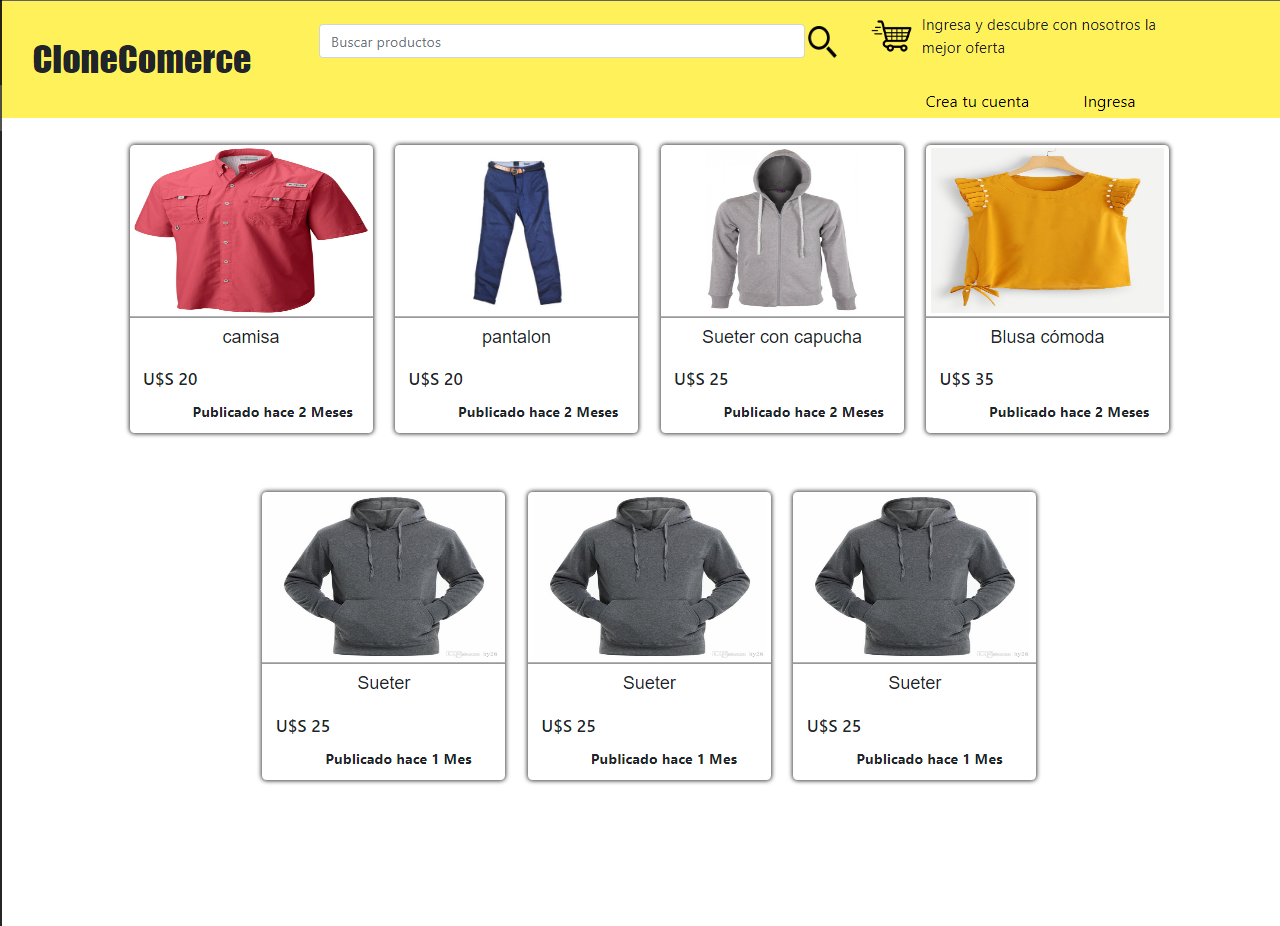 CloneComerce
Buscar productos
Ingresa y descubre con nosotros la
mejor oferta
Crea tu cuenta
Ingresa
camisa
U$S 20
Publicado hace 2 Meses
pantalon
U$S 20
Publicado hace 2 Meses
Sueter con capucha
U$S 25
Publicado hace 2 Meses
Blusa cómoda
U$S 35
Publicado hace 2 Meses
Sueter
U$S 25
Publicado hace 1 Mes
Sueter
U$S 25
Publicado hace 1 Mes
Sueter
U$S 25
Publicado hace 1 Mes